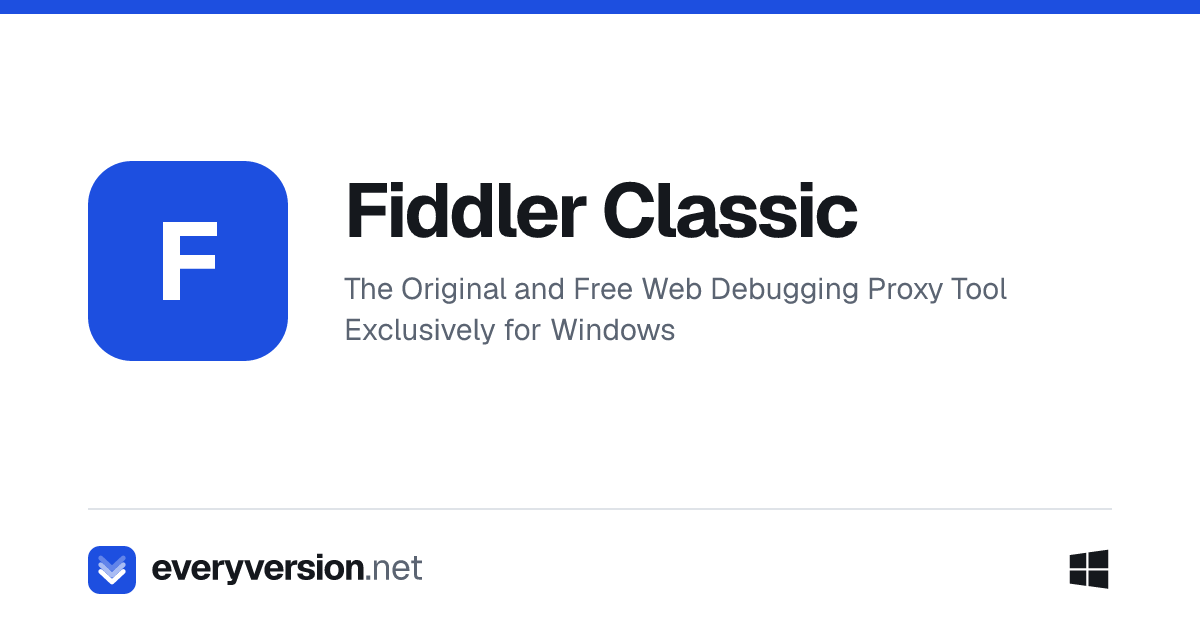 F
Fiddler Classic
The Original and Free Web Debugging Proxy Tool
Exclusively for Windows
everyversion.net